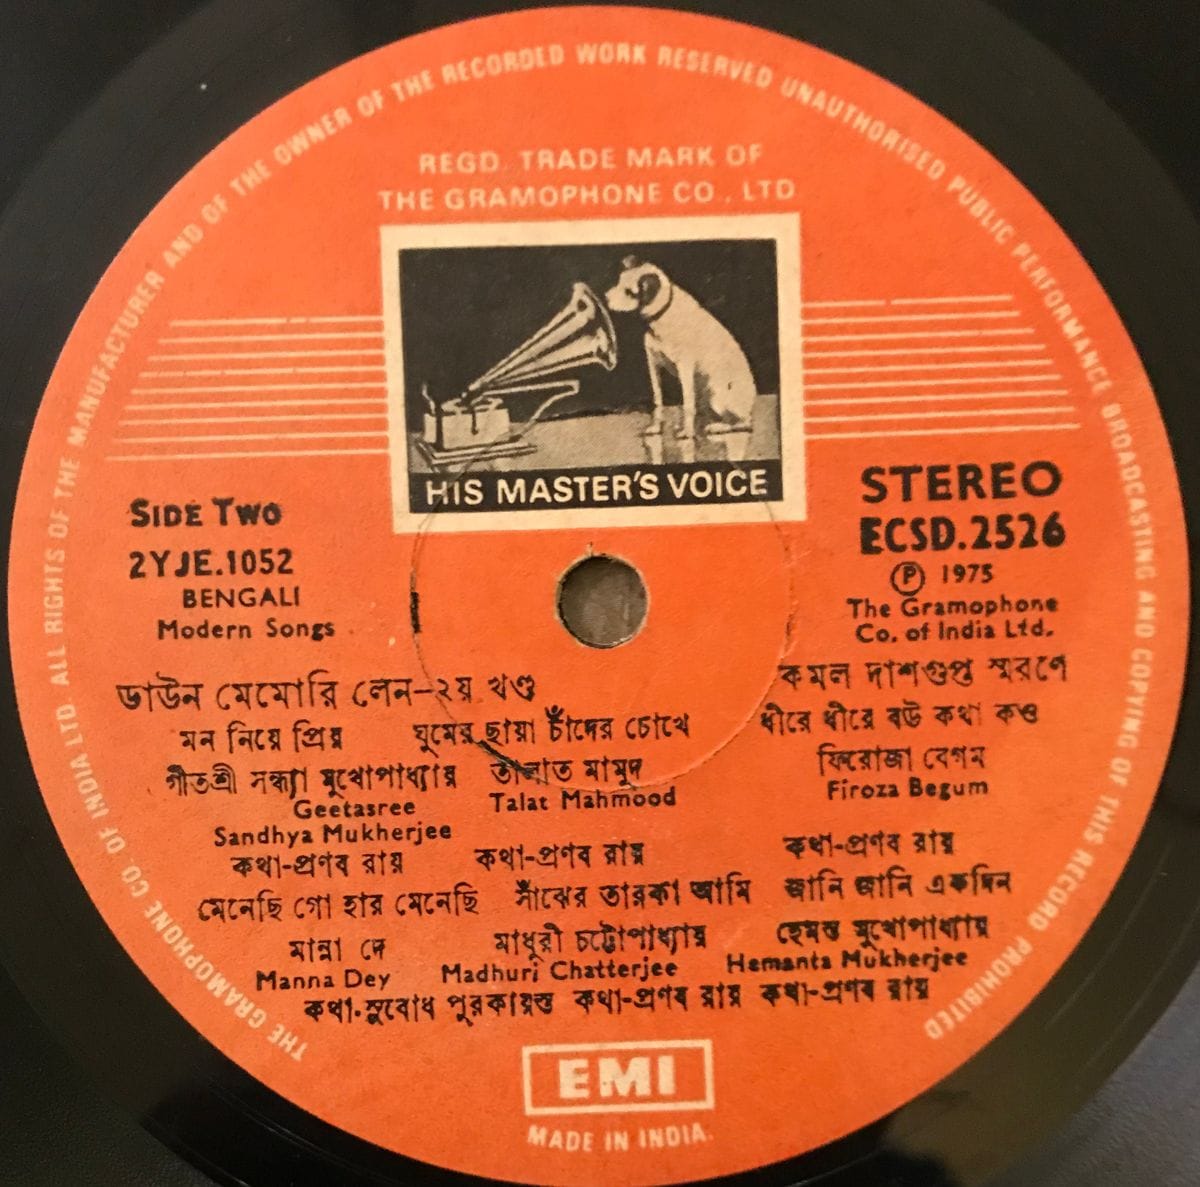 THE GRAMOPHONE CO. OF INDIA LTD. ALL RIGHTS OF THE MANUFACTURER AND OF THE OWNER OF THE RECORDED WORK RESERVED UNAUTHORISED PUBLIC PERFORMANCE BROADCASTING AND COPYING OF THIS RECORD PROHIBITED
REGD. TRADE MARK OF
THE GRAMOPHONE CO., LTD
HIS MASTER'S VOICE
SIDE TWO
2YJE.1052
BENGALI
Modern Songs
STEREO
ECSD.2526
Ⓟ 1975
The Gramophone
Co. of India Ltd.
ডাউন মেমোরি লেন-২য় খণ্ড
কমল দাশগুপ্ত স্মরণে
মন নিয়ে প্রিয় ঘুমের ছায়া চাঁদের চোখে ধীরে ধীরে বউ কথা কও
গীতশ্রী সন্ধ্যা মুখোপাধ্যায় তালাত মামুদ ফিরোজা বেগম
Geetasree Talat Mahmood Firoza Begum
Sandhya Mukherjee
কথা-প্রণব রায় কথা-প্রণব রায় কথা-প্রণব রায়
মেনেছি গো হার মেনেছি সাঁঝের তারকা আমি জানি জানি একদিন
মান্না দে মাধুরী চট্টোপাধ্যায় হেমন্ত মুখোপাধ্যায়
Manna Dey Madhuri Chatterjee Hemanta Mukherjee
কথা-সুবোধ পুরকায়স্ত কথা-প্রণব রায় কথা-প্রণব রায়
EMI
MADE IN INDIA.